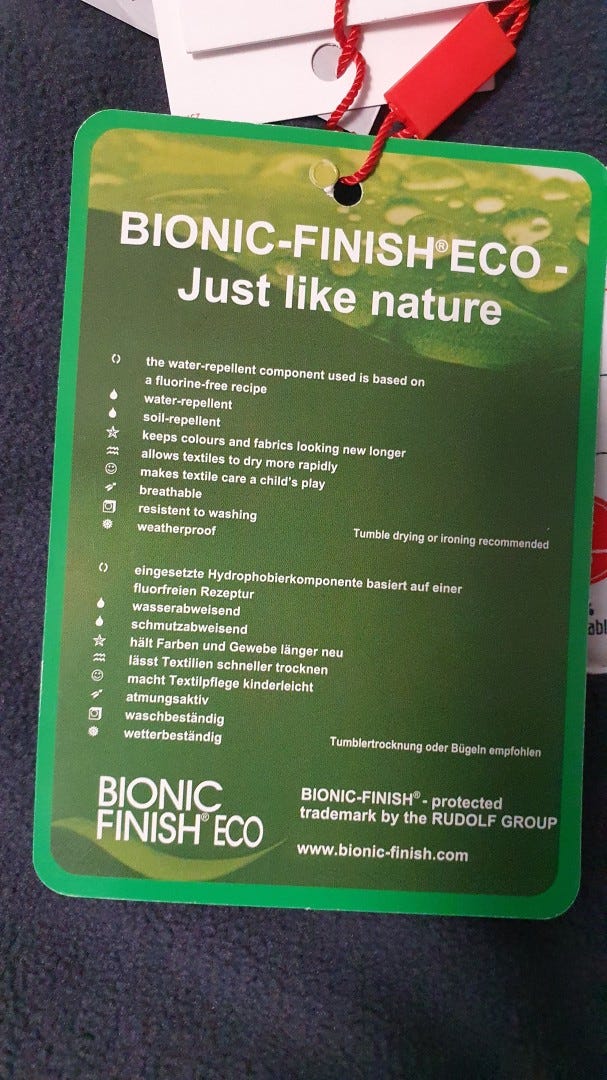 BIONIC-FINISH®ECO -
Just like nature
the water-repellent component used is based on
a fluorine-free recipe
water-repellent
soil-repellent
keeps colours and fabrics looking new longer
allows textiles to dry more rapidly
makes textile care a child's play
breathable
resistent to washing
weatherproof
Tumble drying or ironing recommended
eingesetzte Hydrophobierkomponente basiert auf einer
fluorfreien Rezeptur
wasserabweisend
schmutzabweisend
hält Farben und Gewebe länger neu
lässt Textilien schneller trocknen
macht Textilpflege kinderleicht
atmungsaktiv
waschbeständig
wetterbeständig
Tumblertrocknung oder Bügeln empfohlen
BIONIC
FINISH® ECO
BIONIC-FINISH® - protected
trademark by the RUDOLF GROUP
www.bionic-finish.com